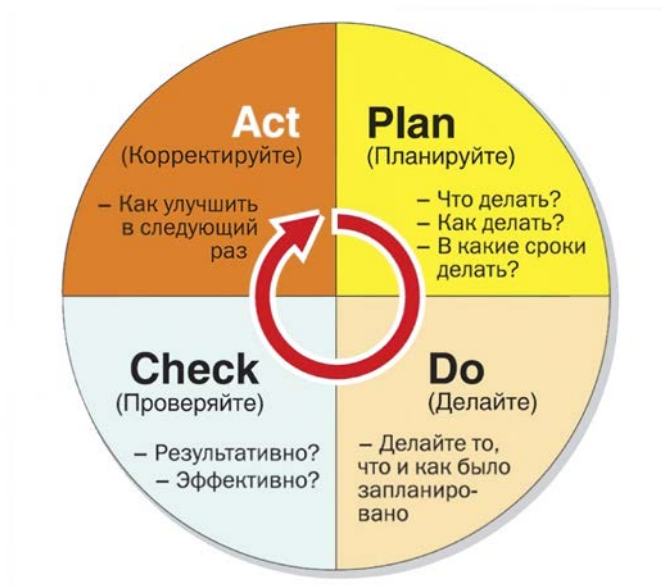 Act
(Корректируйте)
– Как улучшить
в следующий
раз
Plan
(Планируйте)
– Что делать?
– Как делать?
– В какие сроки
делать?
Check
(Проверяйте)
– Результативно?
– Эффективно?
Do
(Делайте)
– Делайте то,
что и как было
запланиро-
вано